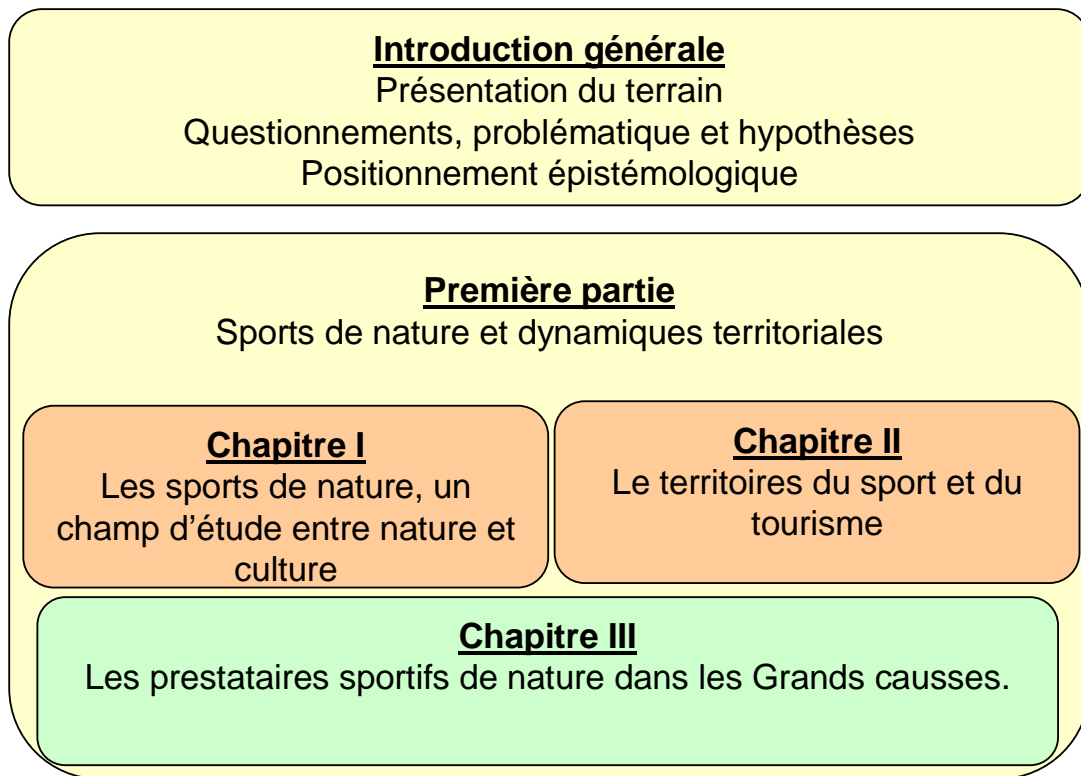 Introduction générale
Présentation du terrain
Questionnements, problématique et hypothèses
Positionnement épistémologique
Première partie
Sports de nature et dynamiques territoriales
Chapitre I
Les sports de nature, un
champ d'étude entre nature et
culture
Chapitre II
Le territoires du sport et du
tourisme
Chapitre III
Les prestataires sportifs de nature dans les Grands causses.